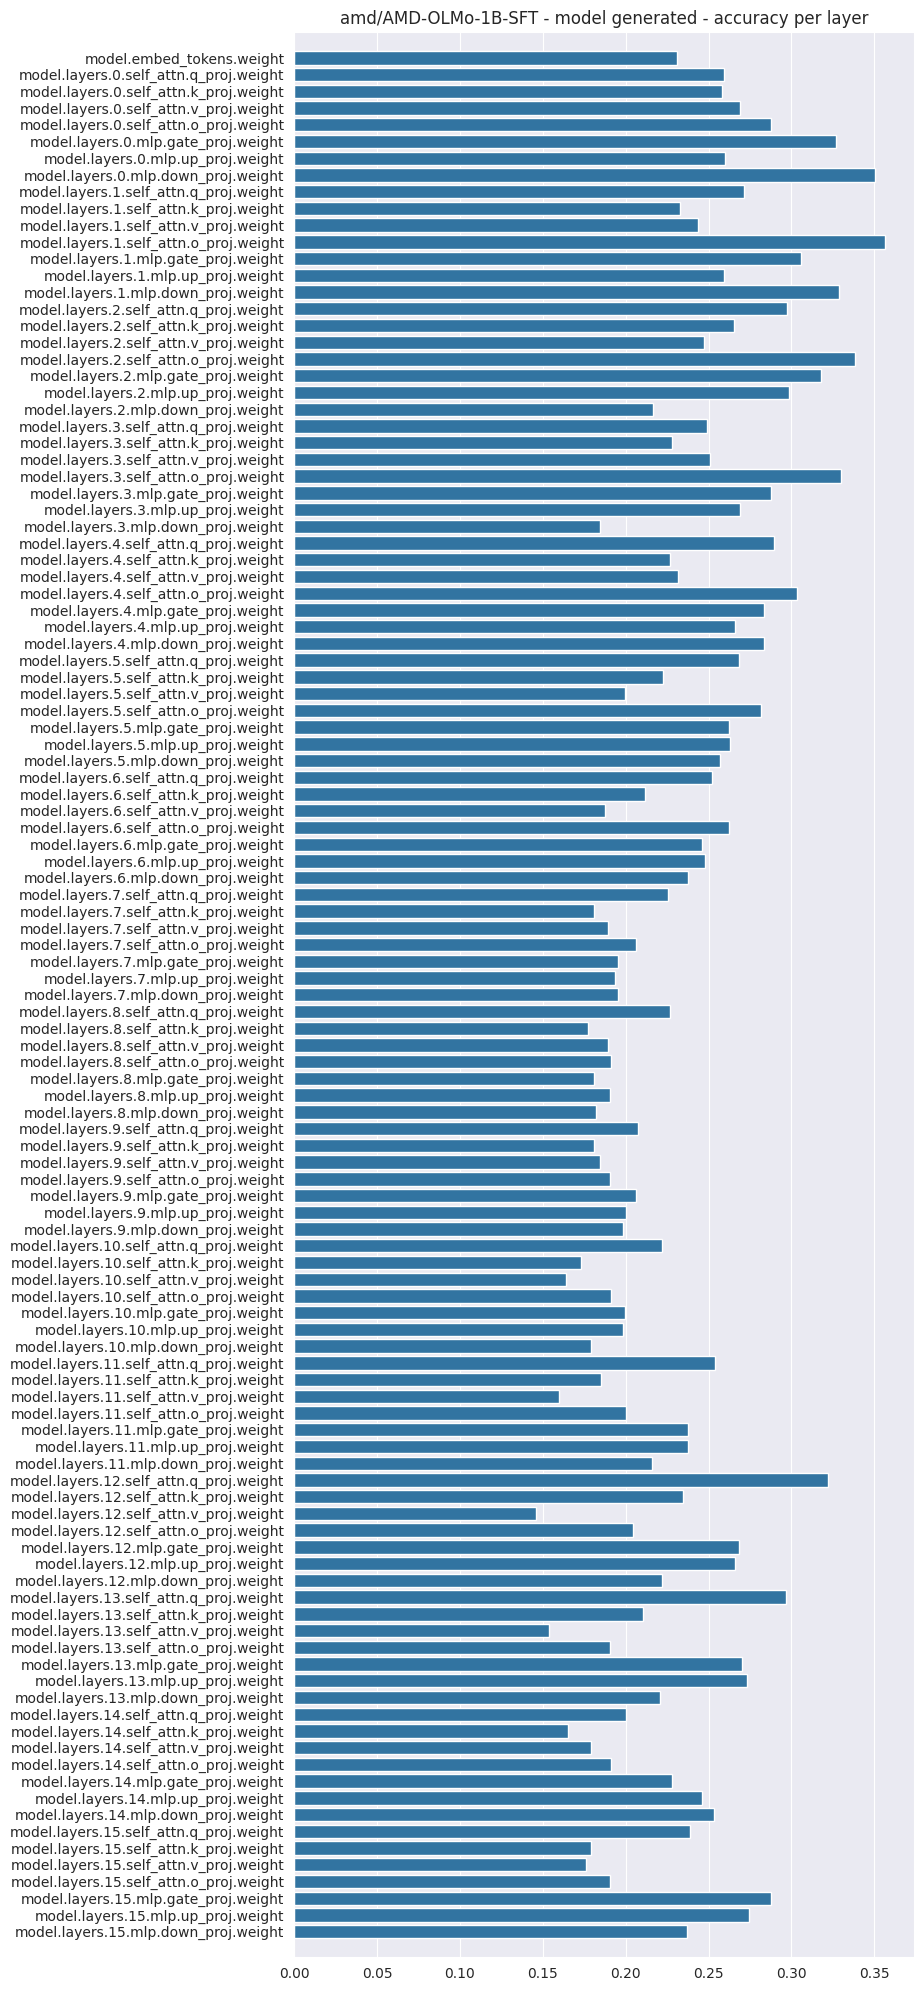 amd/AMD-OLMo-1B-SFT - model generated - accuracy per layer
model.embed_tokens.weight
model.layers.0.self_attn.q_proj.weight
model.layers.0.self_attn.k_proj.weight
model.layers.0.self_attn.v_proj.weight
model.layers.0.self_attn.o_proj.weight
model.layers.0.mlp.gate_proj.weight
model.layers.0.mlp.up_proj.weight
model.layers.0.mlp.down_proj.weight
model.layers.1.self_attn.q_proj.weight
model.layers.1.self_attn.k_proj.weight
model.layers.1.self_attn.v_proj.weight
model.layers.1.self_attn.o_proj.weight
model.layers.1.mlp.gate_proj.weight
model.layers.1.mlp.up_proj.weight
model.layers.1.mlp.down_proj.weight
model.layers.2.self_attn.q_proj.weight
model.layers.2.self_attn.k_proj.weight
model.layers.2.self_attn.v_proj.weight
model.layers.2.self_attn.o_proj.weight
model.layers.2.mlp.gate_proj.weight
model.layers.2.mlp.up_proj.weight
model.layers.2.mlp.down_proj.weight
model.layers.3.self_attn.q_proj.weight
model.layers.3.self_attn.k_proj.weight
model.layers.3.self_attn.v_proj.weight
model.layers.3.self_attn.o_proj.weight
model.layers.3.mlp.gate_proj.weight
model.layers.3.mlp.up_proj.weight
model.layers.3.mlp.down_proj.weight
model.layers.4.self_attn.q_proj.weight
model.layers.4.self_attn.k_proj.weight
model.layers.4.self_attn.v_proj.weight
model.layers.4.self_attn.o_proj.weight
model.layers.4.mlp.gate_proj.weight
model.layers.4.mlp.up_proj.weight
model.layers.4.mlp.down_proj.weight
model.layers.5.self_attn.q_proj.weight
model.layers.5.self_attn.k_proj.weight
model.layers.5.self_attn.v_proj.weight
model.layers.5.self_attn.o_proj.weight
model.layers.5.mlp.gate_proj.weight
model.layers.5.mlp.up_proj.weight
model.layers.5.mlp.down_proj.weight
model.layers.6.self_attn.q_proj.weight
model.layers.6.self_attn.k_proj.weight
model.layers.6.self_attn.v_proj.weight
model.layers.6.self_attn.o_proj.weight
model.layers.6.mlp.gate_proj.weight
model.layers.6.mlp.up_proj.weight
model.layers.6.mlp.down_proj.weight
model.layers.7.self_attn.q_proj.weight
model.layers.7.self_attn.k_proj.weight
model.layers.7.self_attn.v_proj.weight
model.layers.7.self_attn.o_proj.weight
model.layers.7.mlp.gate_proj.weight
model.layers.7.mlp.up_proj.weight
model.layers.7.mlp.down_proj.weight
model.layers.8.self_attn.q_proj.weight
model.layers.8.self_attn.k_proj.weight
model.layers.8.self_attn.v_proj.weight
model.layers.8.self_attn.o_proj.weight
model.layers.8.mlp.gate_proj.weight
model.layers.8.mlp.up_proj.weight
model.layers.8.mlp.down_proj.weight
model.layers.9.self_attn.q_proj.weight
model.layers.9.self_attn.k_proj.weight
model.layers.9.self_attn.v_proj.weight
model.layers.9.self_attn.o_proj.weight
model.layers.9.mlp.gate_proj.weight
model.layers.9.mlp.up_proj.weight
model.layers.9.mlp.down_proj.weight
model.layers.10.self_attn.q_proj.weight
model.layers.10.self_attn.k_proj.weight
model.layers.10.self_attn.v_proj.weight
model.layers.10.self_attn.o_proj.weight
model.layers.10.mlp.gate_proj.weight
model.layers.10.mlp.up_proj.weight
model.layers.10.mlp.down_proj.weight
model.layers.11.self_attn.q_proj.weight
model.layers.11.self_attn.k_proj.weight
model.layers.11.self_attn.v_proj.weight
model.layers.11.self_attn.o_proj.weight
model.layers.11.mlp.gate_proj.weight
model.layers.11.mlp.up_proj.weight
model.layers.11.mlp.down_proj.weight
model.layers.12.self_attn.q_proj.weight
model.layers.12.self_attn.k_proj.weight
model.layers.12.self_attn.v_proj.weight
model.layers.12.self_attn.o_proj.weight
model.layers.12.mlp.gate_proj.weight
model.layers.12.mlp.up_proj.weight
model.layers.12.mlp.down_proj.weight
model.layers.13.self_attn.q_proj.weight
model.layers.13.self_attn.k_proj.weight
model.layers.13.self_attn.v_proj.weight
model.layers.13.self_attn.o_proj.weight
model.layers.13.mlp.gate_proj.weight
model.layers.13.mlp.up_proj.weight
model.layers.13.mlp.down_proj.weight
model.layers.14.self_attn.q_proj.weight
model.layers.14.self_attn.k_proj.weight
model.layers.14.self_attn.v_proj.weight
model.layers.14.self_attn.o_proj.weight
model.layers.14.mlp.gate_proj.weight
model.layers.14.mlp.up_proj.weight
model.layers.14.mlp.down_proj.weight
model.layers.15.self_attn.q_proj.weight
model.layers.15.self_attn.k_proj.weight
model.layers.15.self_attn.v_proj.weight
model.layers.15.self_attn.o_proj.weight
model.layers.15.mlp.gate_proj.weight
model.layers.15.mlp.up_proj.weight
model.layers.15.mlp.down_proj.weight
0.00 0.05 0.10 0.15 0.20 0.25 0.30 0.35